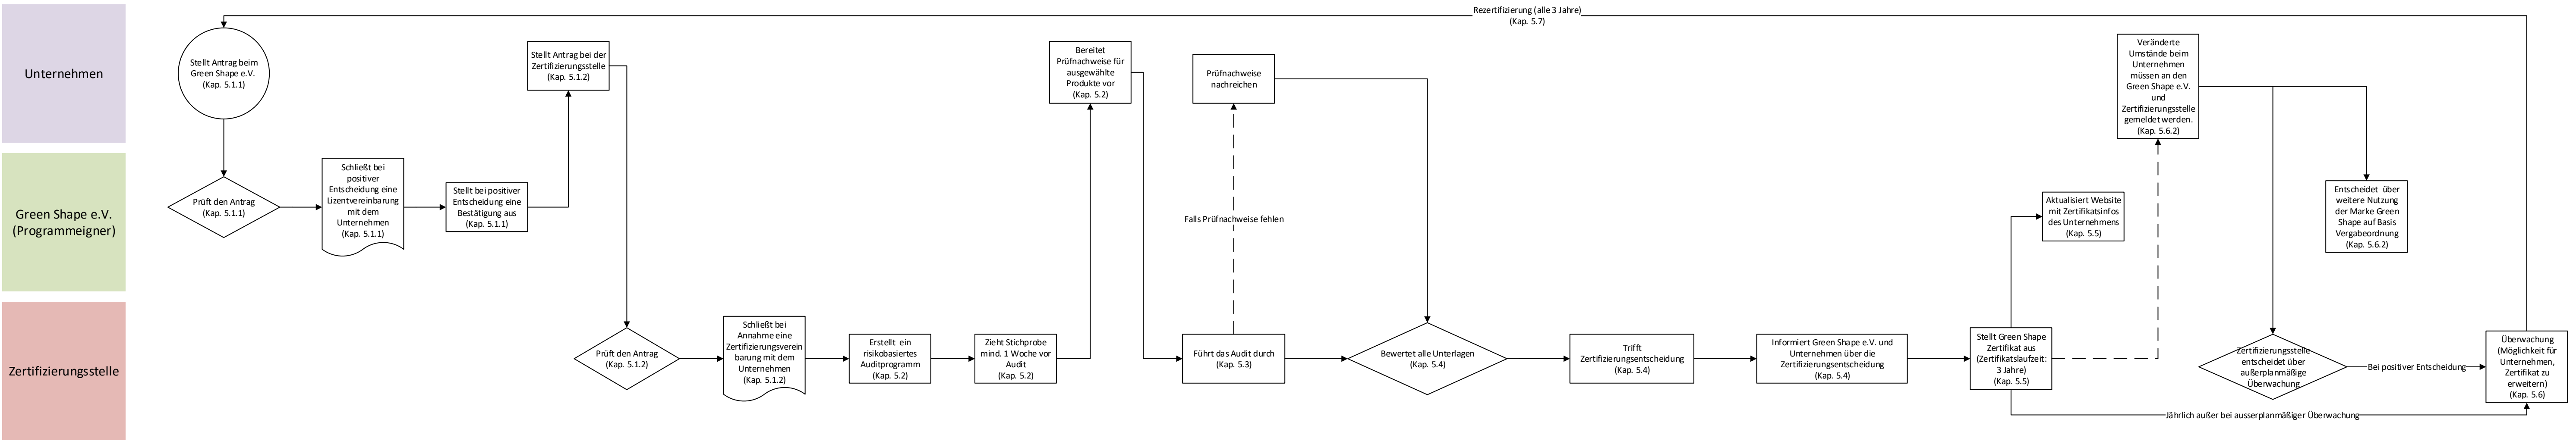 Rezertifizierung (alle 3 Jahre)
(Kap. 5.7)
Unternehmen
Stellt Antrag beim
Green Shape e.V.
(Kap. 5.1.1)
Stellt Antrag bei der
Zertifizierungsstelle
(Kap. 5.1.2)
Bereitet
Prüfnachweise für
ausgewählte
Produkte vor
(Kap. 5.2)
Prüfnachweise
nachreichen
Veränderte
Umstände beim
Unternehmen
müssen an den
Green Shape e.V.
und
Zertifizierungsstelle
gemeldet werden.
(Kap. 5.6.2)
Green Shape e.V.
(Programmeigner)
Prüft den Antrag
(Kap. 5.1.1)
Schließt bei
positiver
Entscheidung eine
Lizentvereinbarung
mit dem
Unternehmen
(Kap. 5.1.1)
Stellt bei positiver
Entscheidung eine
Bestätigung aus
(Kap. 5.1.1)
Falls Prüfnachweise fehlen
Aktualisiert Website
mit Zertifikatsinfos
des Unternehmens
(Kap. 5.5)
Entscheidet über
weitere Nutzung
der Marke Green
Shape auf Basis
Vergabeordnung
(Kap. 5.6.2)
Zertifizierungsstelle
Prüft den Antrag
(Kap. 5.1.2)
Schließt bei
Annahme eine
Zertifizierungsverein
barung mit dem
Unternehmen
(Kap. 5.1.2)
Erstellt ein
risikobasiertes
Auditprogramm
(Kap. 5.2)
Zieht Stichprobe
mind. 1 Woche vor
Audit
(Kap. 5.2)
Führt das Audit durch
(Kap. 5.3)
Bewertet alle Unterlagen
(Kap. 5.4)
Trifft
Zertifizierungsentscheidung
(Kap. 5.4)
Informiert Green Shape e.V. und
Unternehmen über die
Zertifizierungsentscheidung
(Kap. 5.4)
Stellt Green Shape
Zertifikat aus
(Zertifikatslaufzeit:
3 Jahre)
(Kap. 5.5)
Zertifizierungsstelle
entscheidet über
außerplanmäßige
Überwachung
Bei positiver Entscheidung
Überwachung
(Möglichkeit für
Unternehmen,
Zertifikat zu
erweitern)
(Kap. 5.6)
Jährlich außer bei ausserplanmäßiger Überwachung